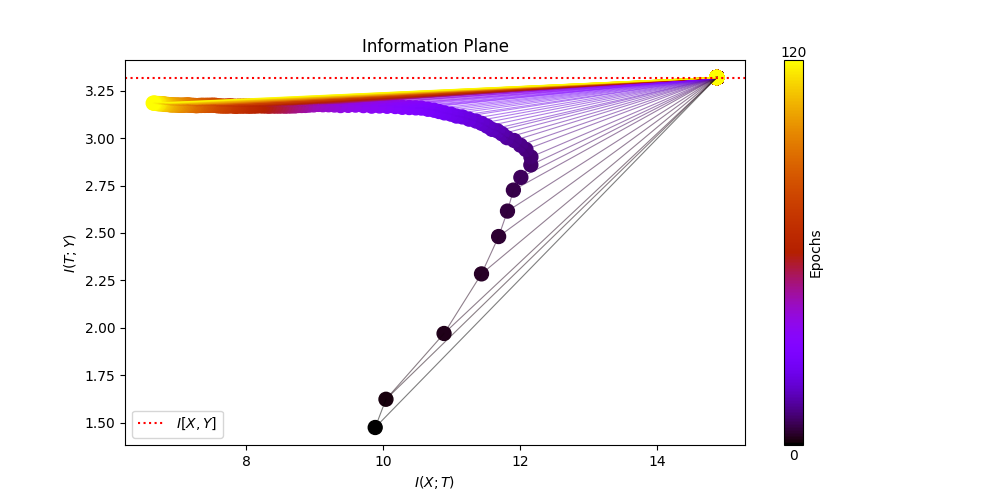 Information Plane
120
3.25
3.00
2.75
2.50
2.25
2.00
1.75
1.50
I(T; Y)
Epochs
I[X, Y]
0
8 10 12 14
I(X; T)